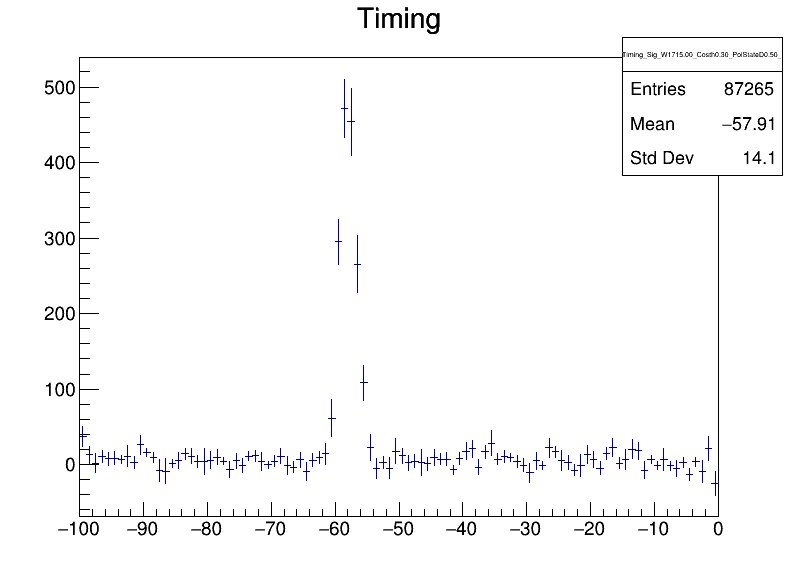 Timing
Timing_Sig_W1715.00_Costh0.30_PolStateD0.50_
Entries 87265
Mean −57.91
Std Dev 14.1
500
400
300
200
100
0
−100 −90 −80 −70 −60 −50 −40 −30 −20 −10 0